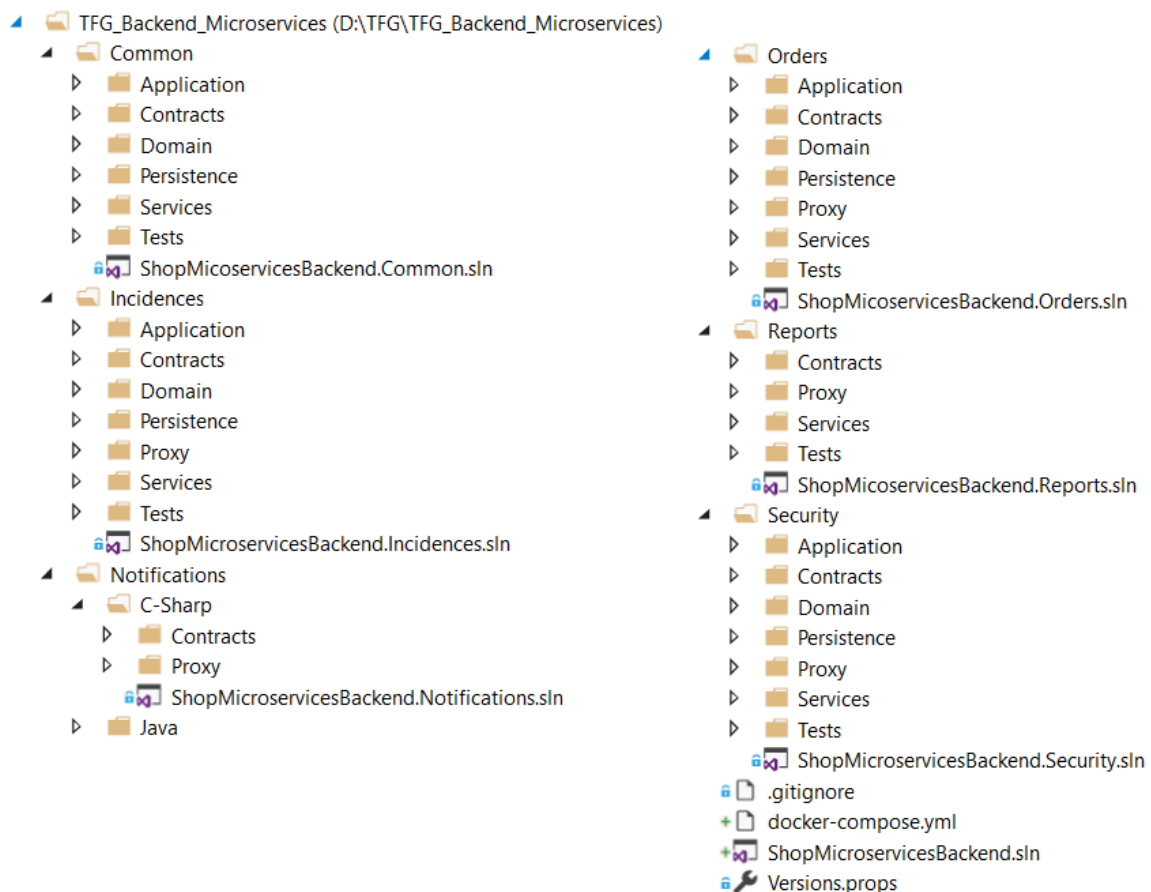 TFG_Backend_Microservices (D:\TFG\TFG_Backend_Microservices)
Common
Application
Contracts
Domain
Persistence
Services
Tests
ShopMicoservicesBackend.Common.sln
Incidences
Application
Contracts
Domain
Persistence
Proxy
Services
Tests
ShopMicroservicesBackend.Incidences.sln
Notifications
C-Sharp
Contracts
Proxy
ShopMicroservicesBackend.Notifications.sln
Java
Orders
Application
Contracts
Domain
Persistence
Proxy
Services
Tests
ShopMicoservicesBackend.Orders.sln
Reports
Contracts
Proxy
Services
Tests
ShopMicoservicesBackend.Reports.sln
Security
Application
Contracts
Domain
Persistence
Proxy
Services
Tests
ShopMicroservicesBackend.Security.sln
.gitignore
docker-compose.yml
ShopMicroservicesBackend.sln
Versions.props